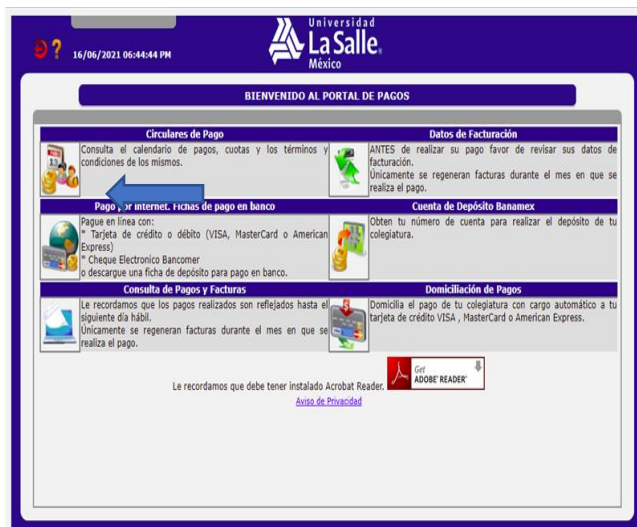 16/06/2021 06:44:44 PM
Universidad
La Salle®
México
BIENVENIDO AL PORTAL DE PAGOS
Circulares de Pago
Consulta el calendario de pagos, cuotas y los términos y
condiciones de los mismos.
Datos de Facturación
ANTES de realizar su pago favor de revisar sus datos de
facturación.
Únicamente se regeneran facturas durante el mes en que se
realiza el pago.
Pago por internet. Fichas de pago en banco
Pague en línea con:
* Tarjeta de crédito o débito (VISA, MasterCard o American
Express)
* Cheque Electronico Bancomer
o descargue una ficha de depósito para pago en banco.
Cuenta de Depósito Banamex
Obten tu número de cuenta para realizar el depósito de tu
colegiatura.
Consulta de Pagos y Facturas
Le recordamos que los pagos realizados son reflejados hasta el
siguiente día hábil.
Únicamente se regeneran facturas durante el mes en que se
realiza el pago.
Domiciliación de Pagos
Domicilia el pago de tu colegiatura con cargo automático a tu
tarjeta de crédito VISA , MasterCard o American Express.
Le recordamos que debe tener instalado Acrobat Reader.
Get
ADOBE® READER®
Aviso de Privacidad